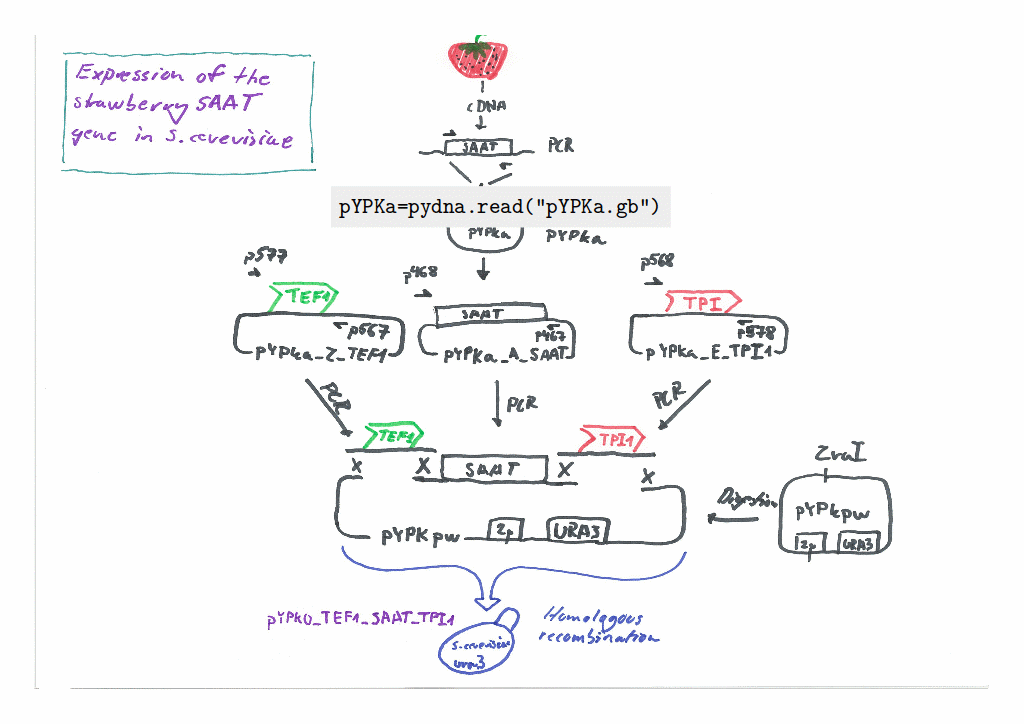 Expression of the
strawberry SAAT
gene in S. cerevisiae
cDNA
SAAT PCR
pYPKa=pydna.read("pYPKa.gb")
pYPKa pYPKa
p577
p468
p568
TEF1
SAAT
TPI
p567
p467
p578
pYPKa_Z_TEF1
pYPKa_A_SAAT
pYPKa_E_TPI1
PCR
PCR
PCR
TEF1
TPI1
X X SAAT X X
ZraI
Digestion
pYPKpw
pYPKpw
2µ URA3
2µ URA3
pYPK0_TEF1_SAAT_TPI1
Homologous
recombination
S. cerevisiae
ura3